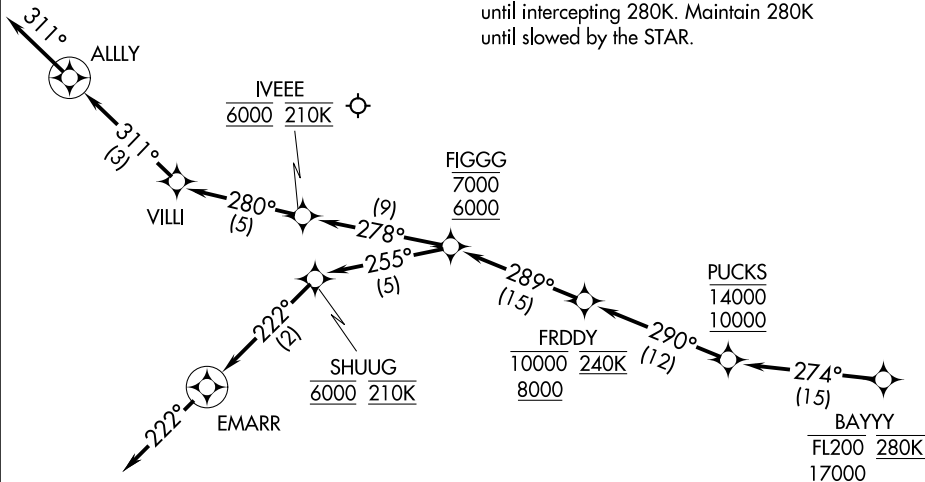 until intercepting 280K. Maintain 280K
until slowed by the STAR.
311°
ALLLY
IVEEE
6000 210K
311°
(3)
FIGGG
7000
6000
VILLI
280°
(5)
(9)
278°
255°
(5)
289°
(15)
PUCKS
14000
10000
222°
(2)
FRDDY
10000 240K
8000
290°
(12)
SHUUG
6000 210K
274°
(15)
EMARR
222°
BAYYY
FL200 280K
17000